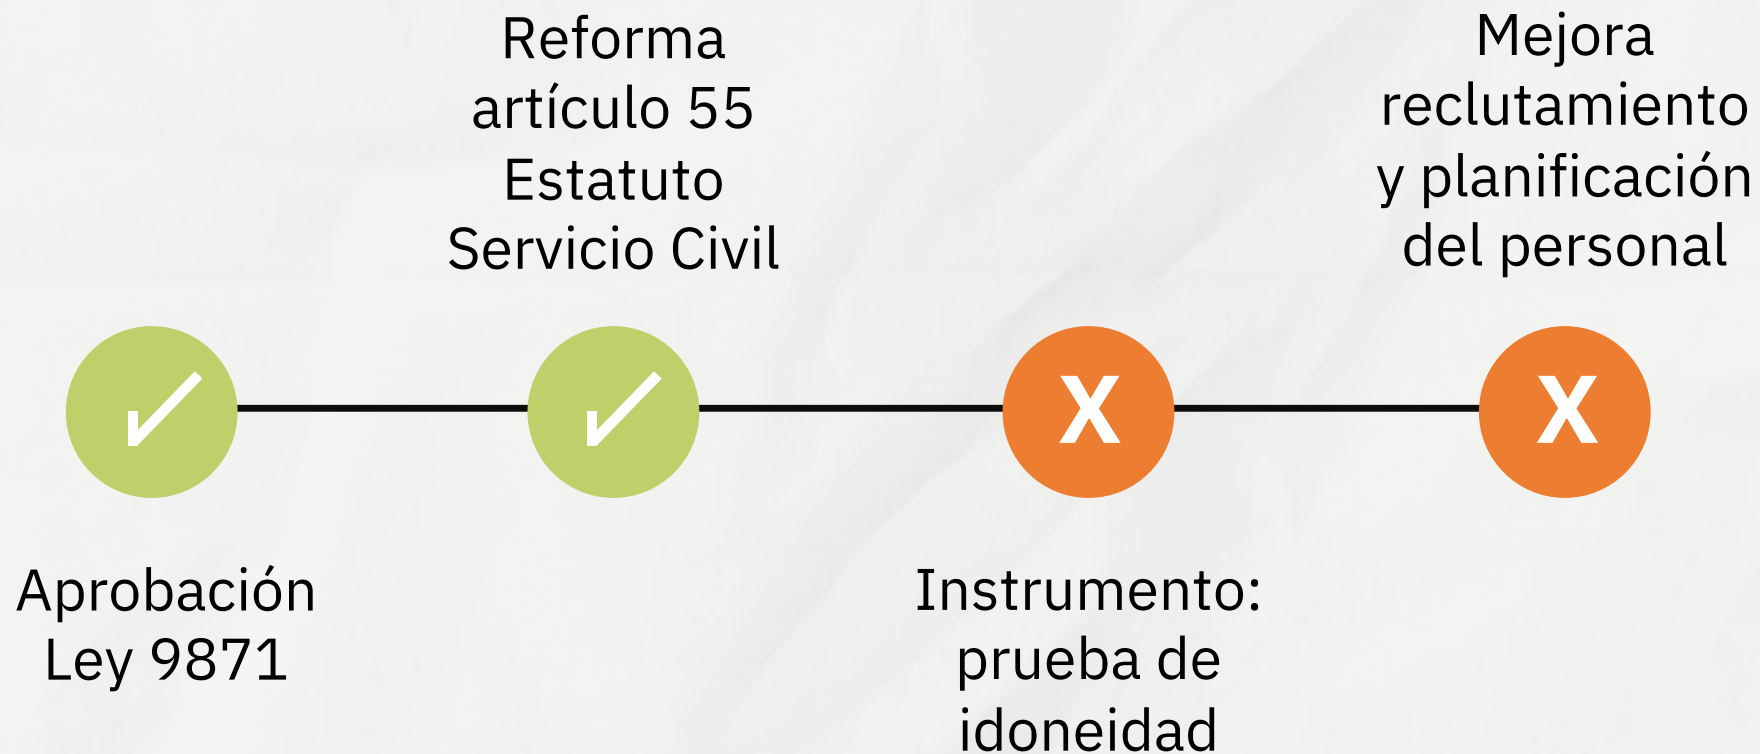 Reforma
artículo 55
Estatuto
Servicio Civil
Mejora
reclutamiento
y planificación
del personal
X
X
Aprobación
Ley 9871
Instrumento:
prueba de
idoneidad